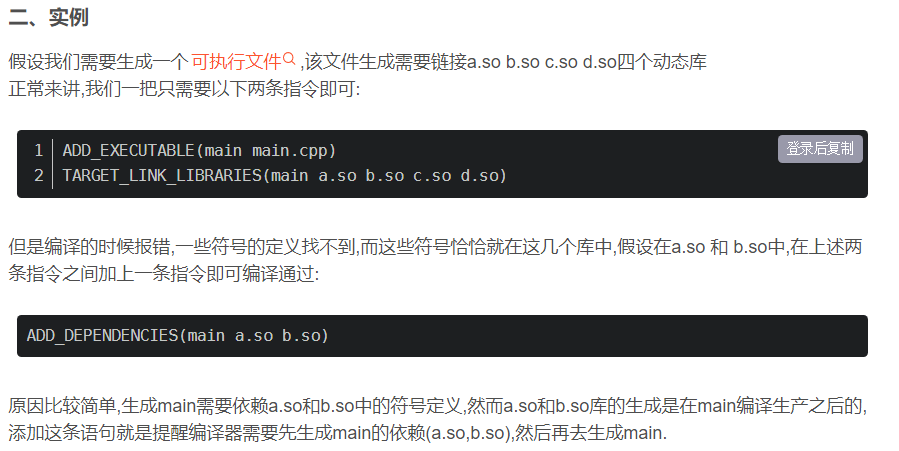 二、实例
假设我们需要生成一个可执行文件,该文件生成需要链接a.so b.so c.so d.so四个动态库
正常来讲,我们一把只需要以下两条指令即可:
登录后复制
1 ADD_EXECUTABLE(main main.cpp)
2 TARGET_LINK_LIBRARIES(main a.so b.so c.so d.so)
但是编译的时候报错,一些符号的定义找不到,而这些符号恰恰就在这几个库中,假设在a.so 和 b.so中,在上述两
条指令之间加上一条指令即可编译通过:
ADD_DEPENDENCIES(main a.so b.so)
原因比较简单,生成main需要依赖a.so和b.so中的符号定义,然而a.so和b.so库的生成是在main编译生产之后的,
添加这条语句就是提醒编译器需要先生成main的依赖(a.so,b.so),然后再去生成main.